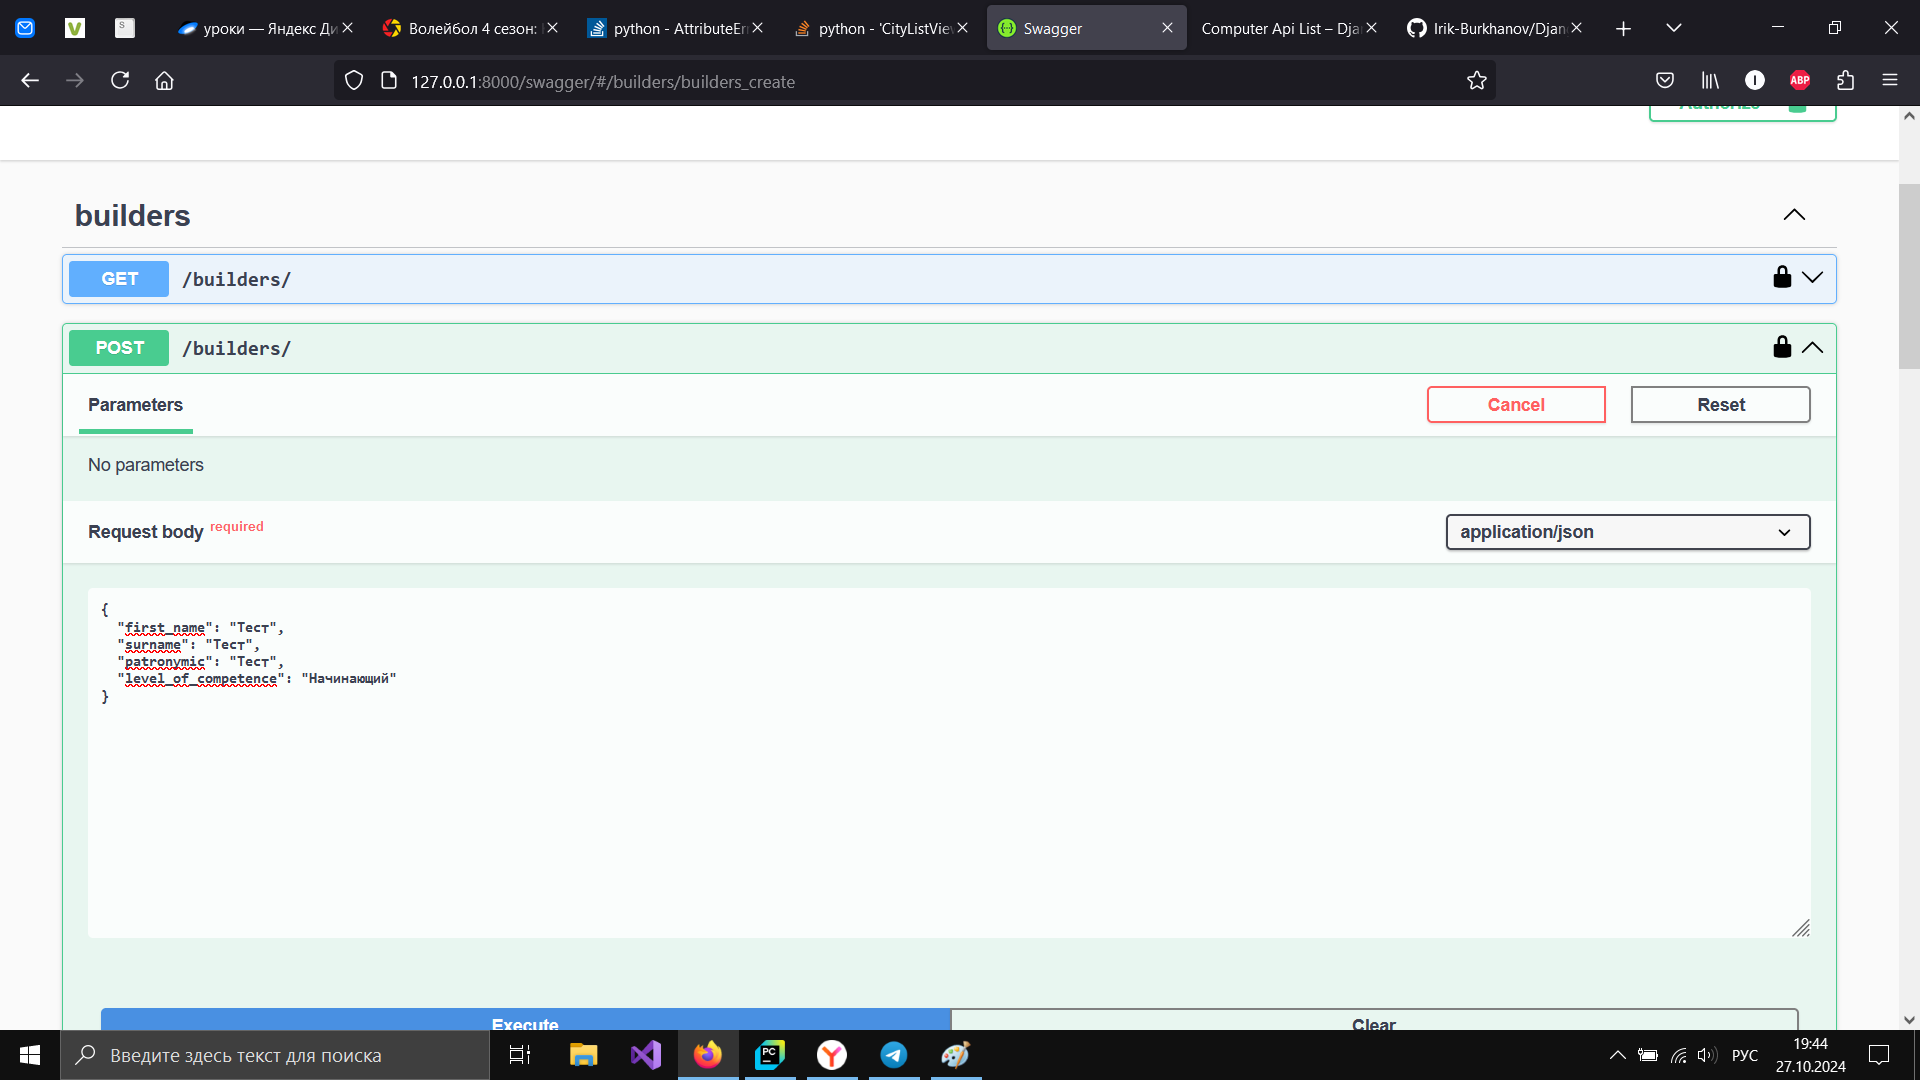 уроки — Яндекс Ди
Волейбол 4 сезон:
python - AttributeEr
python - 'CityListVie
Swagger
Computer Api List – Dja
Irik-Burkhanov/Djan
127.0.0.1:8000/swagger/#/builders/builders_create
ABP
Authorize
builders
GET /builders/
POST /builders/
Parameters
Cancel
Reset
No parameters
Request body required
application/json
{
"first_name": "Тест",
"surname": "Тест",
"patronymic": "Тест",
"level_of_competence": "Начинающий"
}
Execute
Clear
Введите здесь текст для поиска
РУС
19:44
27.10.2024